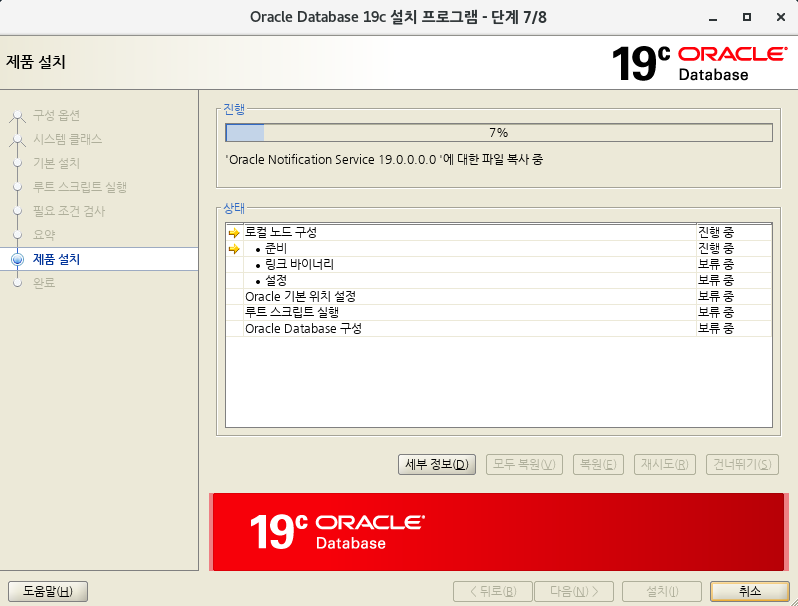 Oracle Database 19c 설치 프로그램 - 단계 7/8
제품 설치
19c ORACLE
Database
구성 옵션
시스템 클래스
기본 설치
루트 스크립트 실행
필요 조건 검사
요약
제품 설치
완료
진행
7%
'Oracle Notification Service 19.0.0.0.0 '에 대한 파일 복사 중
상태
로컬 노드 구성 진행 중
• 준비 진행 중
• 링크 바이너리 보류 중
• 설정 보류 중
Oracle 기본 위치 설정 보류 중
루트 스크립트 실행 보류 중
Oracle Database 구성 보류 중
세부 정보(D) 모두 복원(V) 복원(E) 재시도(R) 건너뛰기(S)
19c ORACLE
Database
도움말(H) < 뒤로(B) 다음(N) > 설치(I) 취소